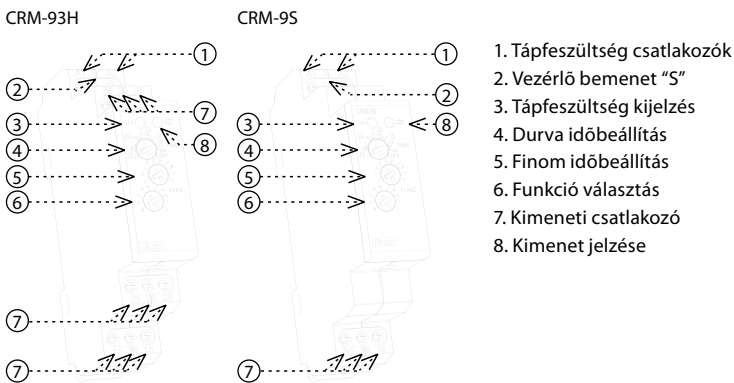 CRM-93H
CRM-9S
1
2
7
3
8
4
5
6
7
7
1
2
3
8
4
5
6
7
1. Tápfeszültség csatlakozók
2. Vezérlő bemenet “S”
3. Tápfeszültség kijelzés
4. Durva időbeállítás
5. Finom időbeállítás
6. Funkció választás
7. Kimeneti csatlakozó
8. Kimenet jelzése